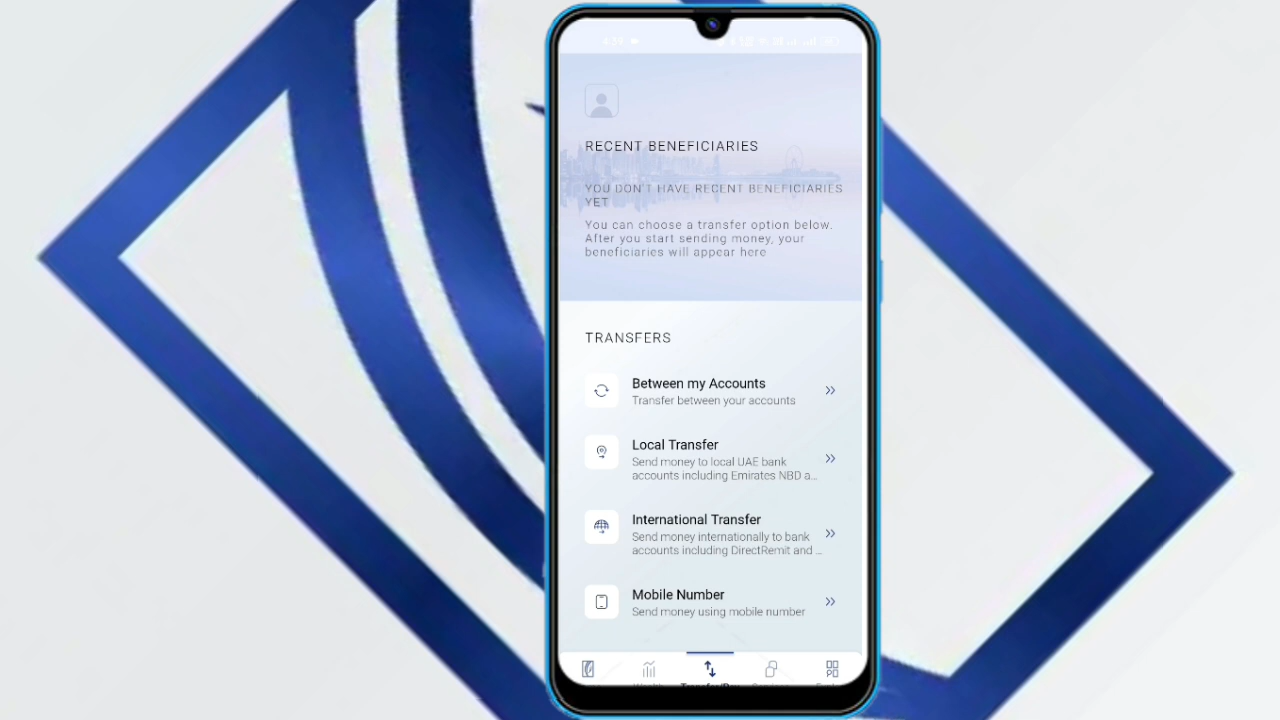 RECENT BENEFICIARIES
YOU DON'T HAVE RECENT BENEFICIARIES
YET
You can choose a transfer option below.
After you start sending money, your
beneficiaries will appear here
TRANSFERS
Between my Accounts
Transfer between your accounts
Local Transfer
Send money to local UAE bank
accounts including Emirates NBD a...
International Transfer
Send money internationally to bank
accounts including DirectRemit and ...
Mobile Number
Send money using mobile number